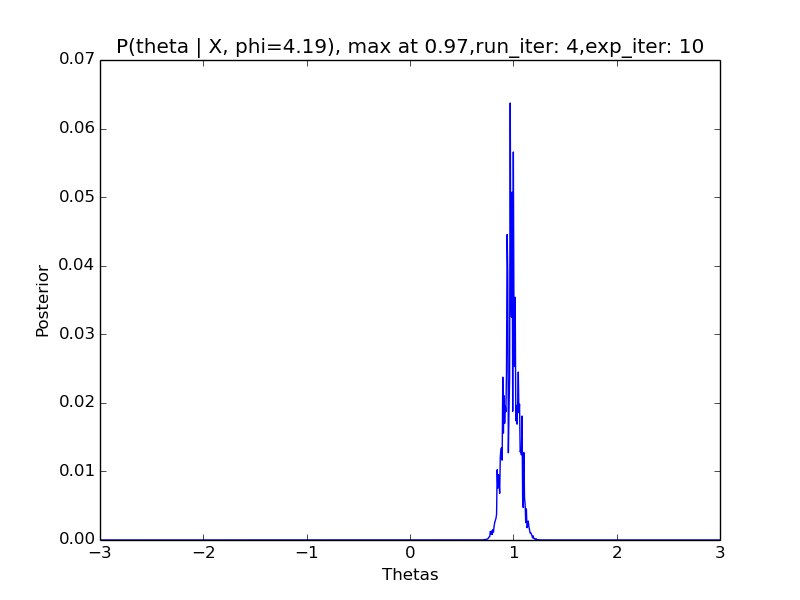 P(theta | X, phi=4.19), max at 0.97,run_iter: 4,exp_iter: 10
0.07
0.06
0.05
0.04
0.03
0.02
0.01
0.00
Posterior
−3 −2 −1 0 1 2 3
Thetas